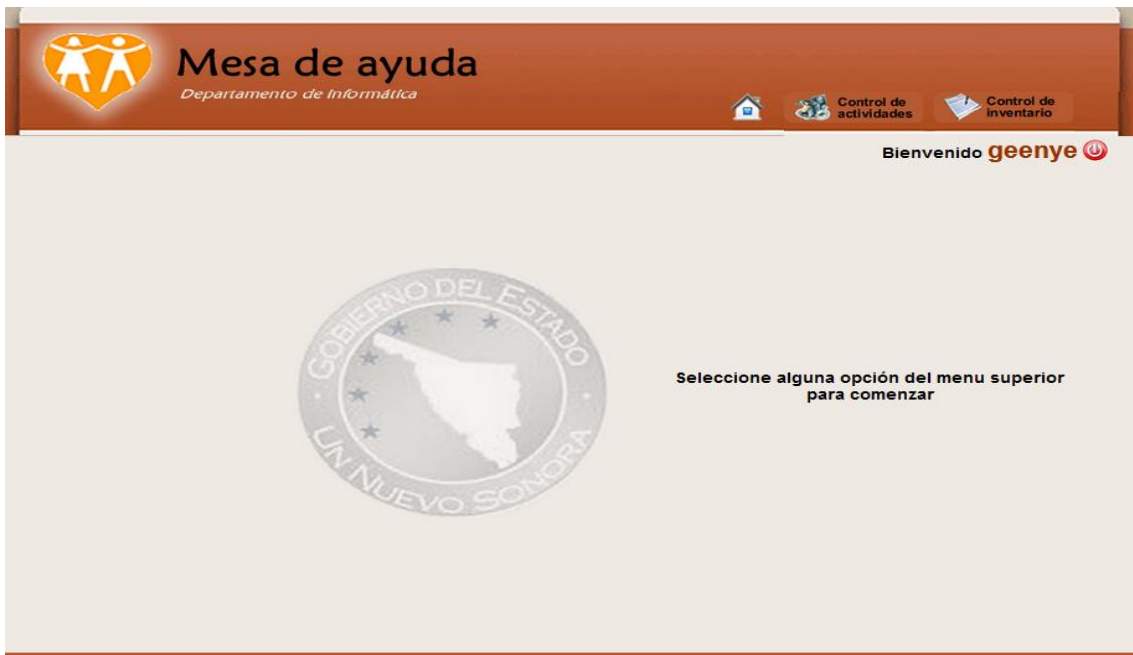 Mesa de ayuda
Departamento de Informática
Control de
actividades
Control de
inventario
Bienvenido geenye
GOBIERNO DEL ESTADO
UN NUEVO SONORA
Seleccione alguna opción del menu superior
para comenzar